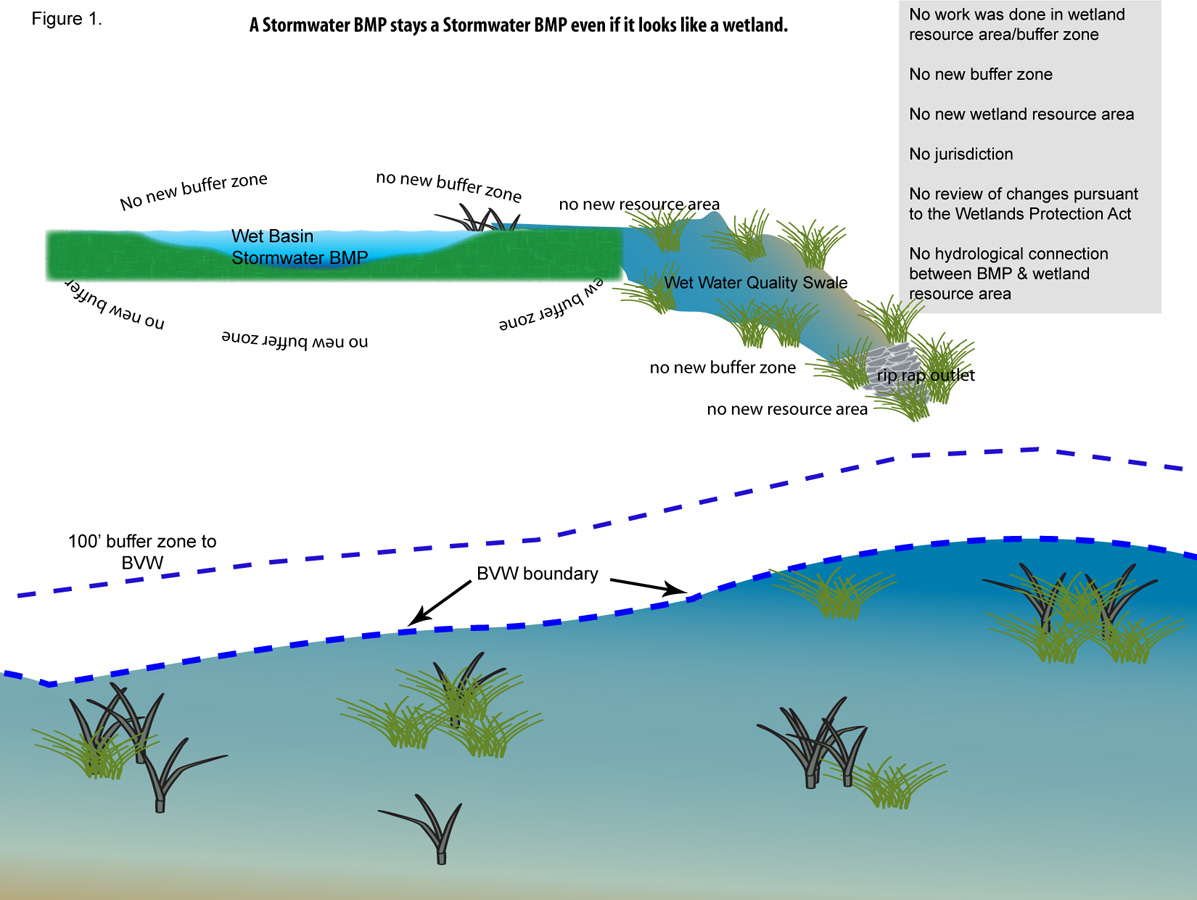 Figure 1.
A Stormwater BMP stays a Stormwater BMP even if it looks like a wetland.
No work was done in wetland
resource area/buffer zone
No new buffer zone
No new wetland resource area
No jurisdiction
No review of changes pursuant
to the Wetlands Protection Act
No hydrological connection
between BMP & wetland
resource area
No new buffer zone
no new buffer zone
no new resource area
Wet Basin
Stormwater BMP
Wet Water Quality Swale
no new buffer
no new buffer zone
ew buffer zone
no new buffer zone
rip rap outlet
no new resource area
100’ buffer zone to
BVW
BVW boundary